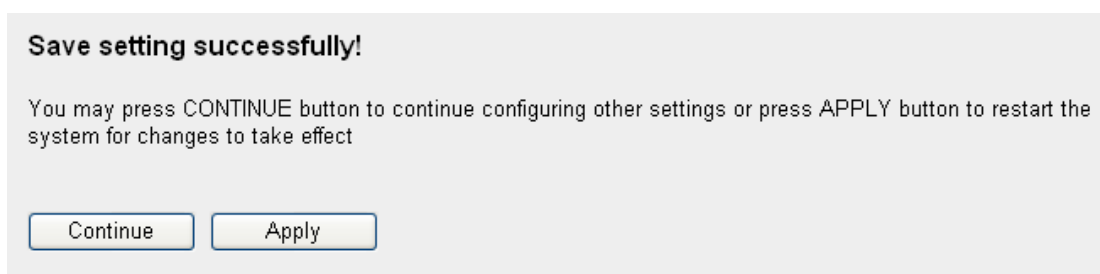 Save setting successfully!
You may press CONTINUE button to continue configuring other settings or press APPLY button to restart the
system for changes to take effect
Continue Apply